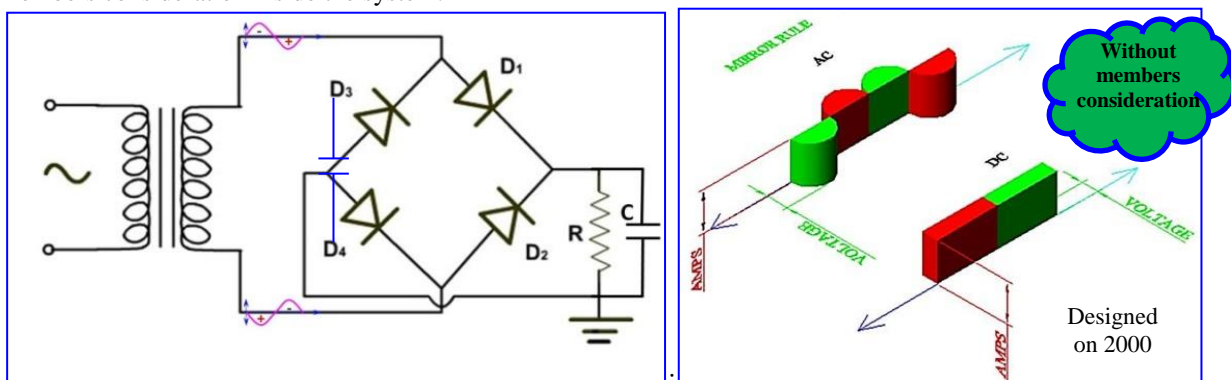 D1
D3
D4
D2
R
C
-
+
+
-
MIRROR RULE
AC
DC
AMPS
VOLTAGE
VOLTAGE
AMPS
Without
members
consideration
Designed
on 2000
.